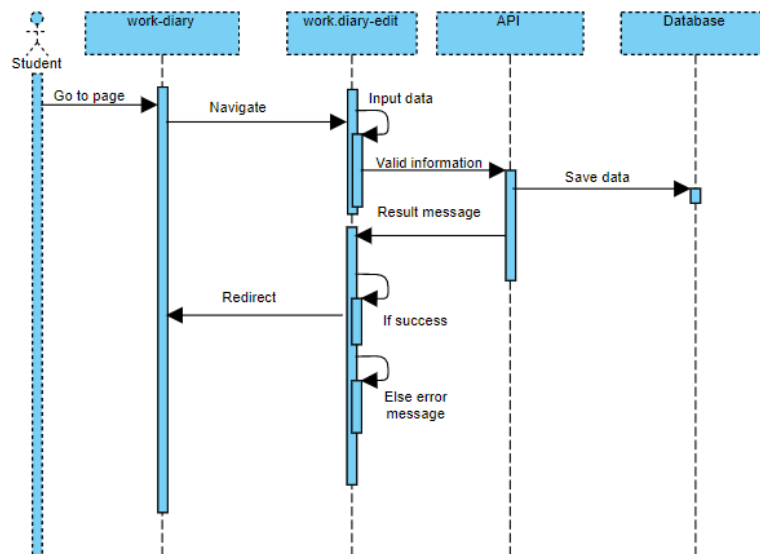 work-diary
work.diary-edit
API
Database
Student
Go to page
Navigate
Input data
Valid information
Save data
Result message
Redirect
If success
Else error
message